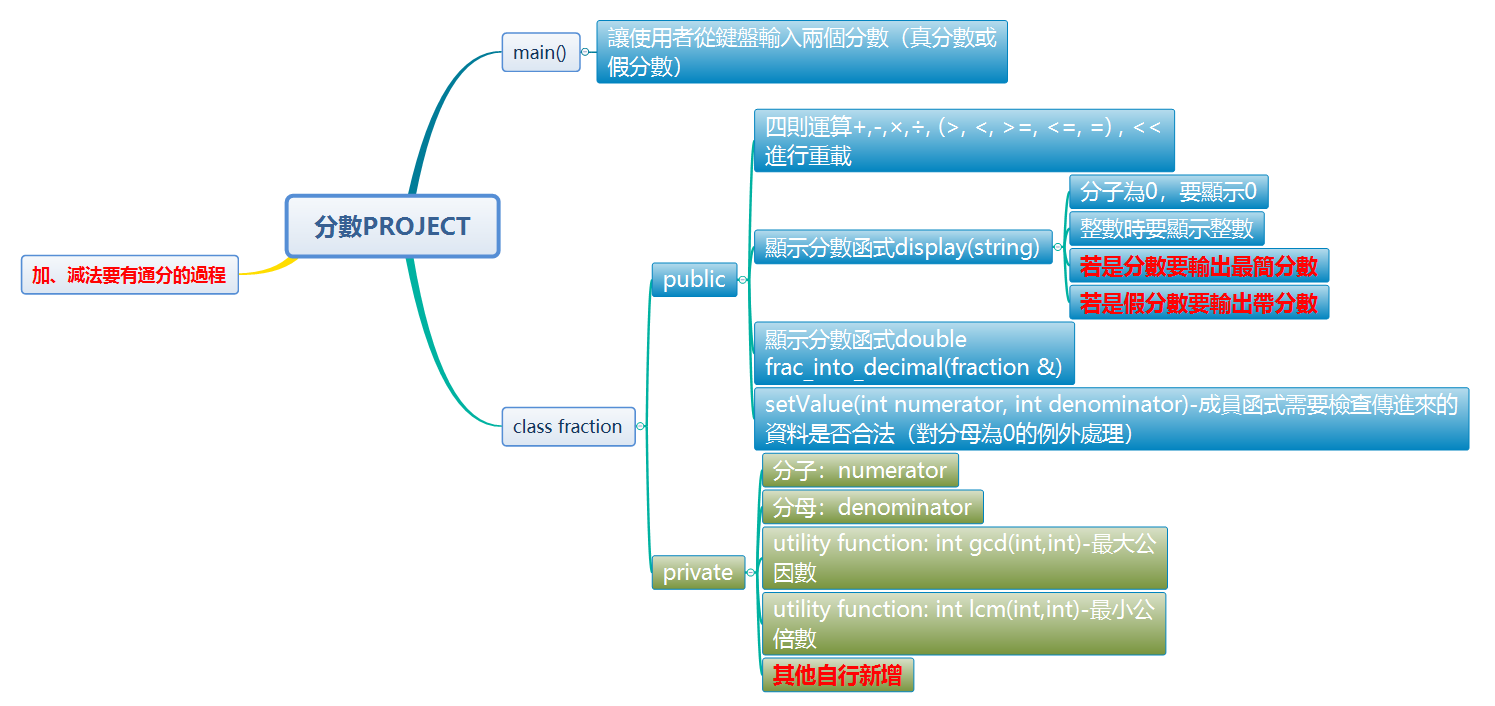 main()
讓使用者從鍵盤輸入兩個分數（真分數或
假分數）
分數PROJECT
加、減法要有通分的過程
class fraction
public
四則運算+,-,×,÷, (>, <, >=, <=, =) , <<
進行重載
顯示分數函式display(string)
分子為0，要顯示0
整數時要顯示整數
若是分數要輸出最簡分數
若是假分數要輸出帶分數
顯示分數函式double
frac_into_decimal(fraction &)
setValue(int numerator, int denominator)-成員函式需要檢查傳進來的
資料是否合法（對分母為0的例外處理）
private
分子：numerator
分母：denominator
utility function: int gcd(int,int)-最大公
因數
utility function: int lcm(int,int)-最小公
倍數
其他自行新增